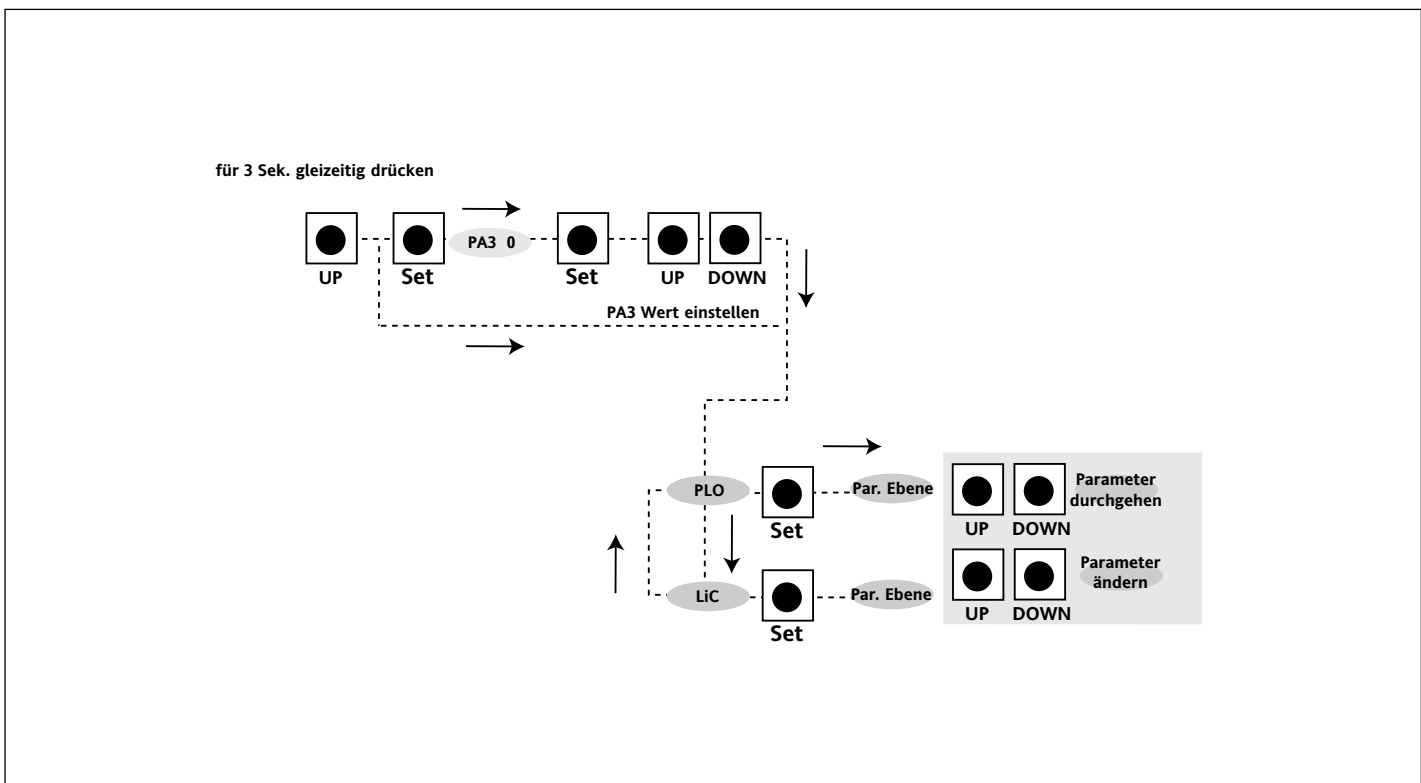 für 3 Sek. gleizeitig drücken
PA3 0
UP Set Set UP DOWN
PA3 Wert einstellen
PLO Set Par. Ebene UP DOWN Parameter
durchgehen
LiC Set Par. Ebene UP DOWN Parameter
ändern